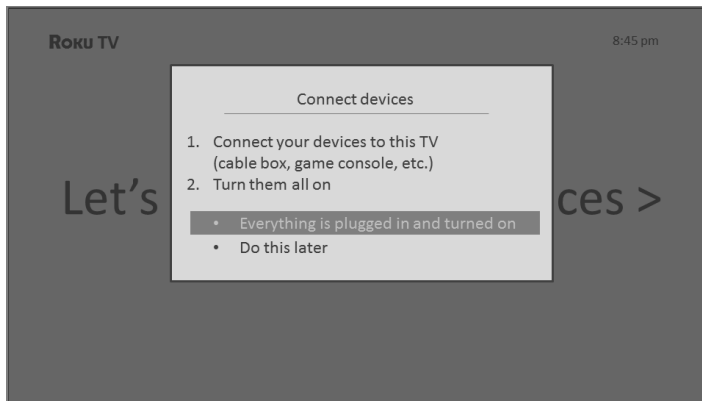 ROKU TV
8:45 pm
Connect devices
1. Connect your devices to this TV
(cable box, game console, etc.)
2. Turn them all on
Let's ces >
• Everything is plugged in and turned on
• Do this later